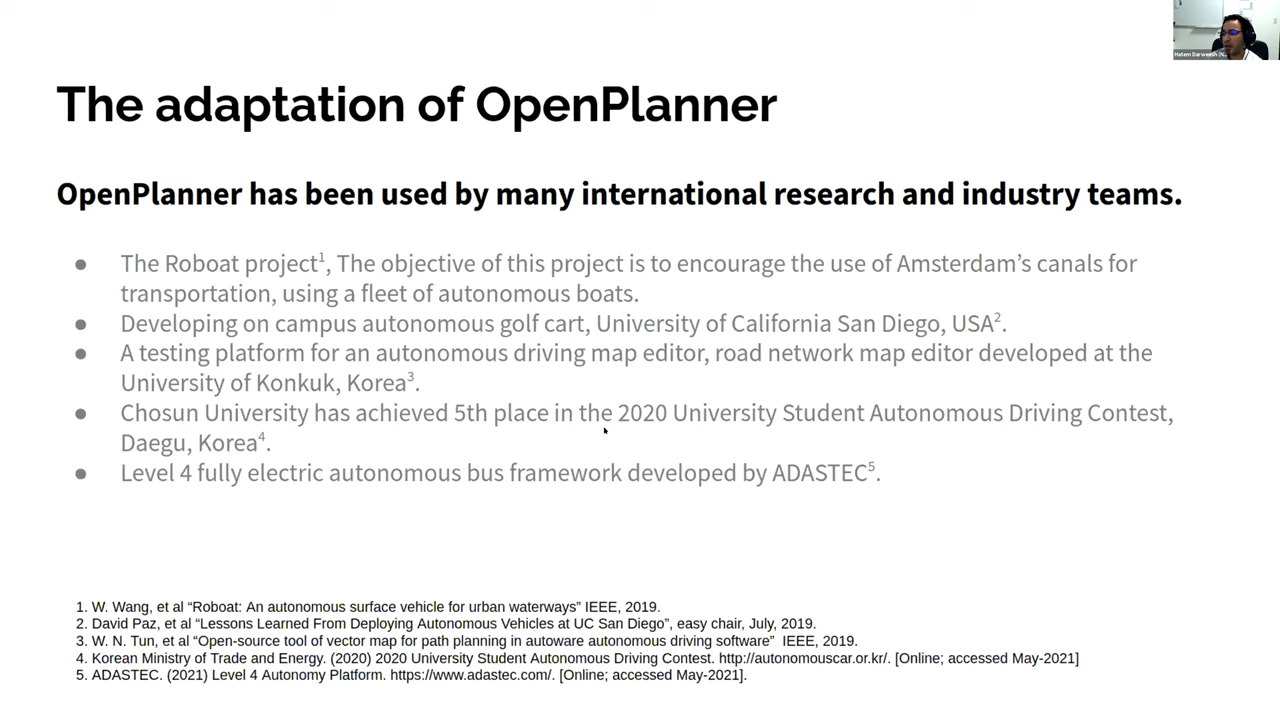 Hatem Darweesh (N...
The adaptation of OpenPlanner
OpenPlanner has been used by many international research and industry teams.
● The Roboat project1, The objective of this project is to encourage the use of Amsterdam’s canals for
transportation, using a fleet of autonomous boats.
● Developing on campus autonomous golf cart, University of California San Diego, USA2.
● A testing platform for an autonomous driving map editor, road network map editor developed at the
University of Konkuk, Korea3.
● Chosun University has achieved 5th place in the 2020 University Student Autonomous Driving Contest,
Daegu, Korea4.
● Level 4 fully electric autonomous bus framework developed by ADASTEC5.
1. W. Wang, et al “Roboat: An autonomous surface vehicle for urban waterways” IEEE, 2019.
2. David Paz, et al “Lessons Learned From Deploying Autonomous Vehicles at UC San Diego”, easy chair, July, 2019.
3. W. N. Tun, et al “Open-source tool of vector map for path planning in autoware autonomous driving software” IEEE, 2019.
4. Korean Ministry of Trade and Energy. (2020) 2020 University Student Autonomous Driving Contest. http://autonomouscar.or.kr/. [Online; accessed May-2021]
5. ADASTEC. (2021) Level 4 Autonomy Platform. https://www.adastec.com/. [Online; accessed May-2021].